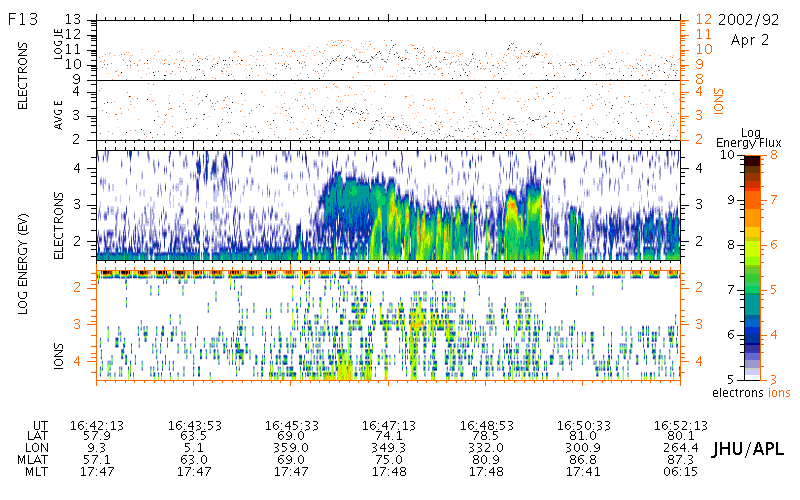 F13
2002/92
Apr 2
13
12
11
10
9
LOG JE
ELECTRONS
12
11
10
9
8
4
3
2
AVG E
4
3
2
IONS
Log
Energy Flux
10 8
9 7
8 6
7 5
6 4
5 3
electrons ions
4
3
2
ELECTRONS
4
3
2
LOG ENERGY (EV)
2
3
4
IONS
2
3
4
UT 16:42:13 16:43:53 16:45:33 16:47:13 16:48:53 16:50:33 16:52:13
LAT 57.9 63.5 69.0 74.1 78.5 81.0 80.1
LON 9.3 5.1 359.0 349.3 332.0 300.9 264.4
MLAT 57.1 63.0 69.0 75.0 80.9 86.8 87.3
MLT 17:47 17:47 17:47 17:48 17:48 17:41 06:15
JHU/APL